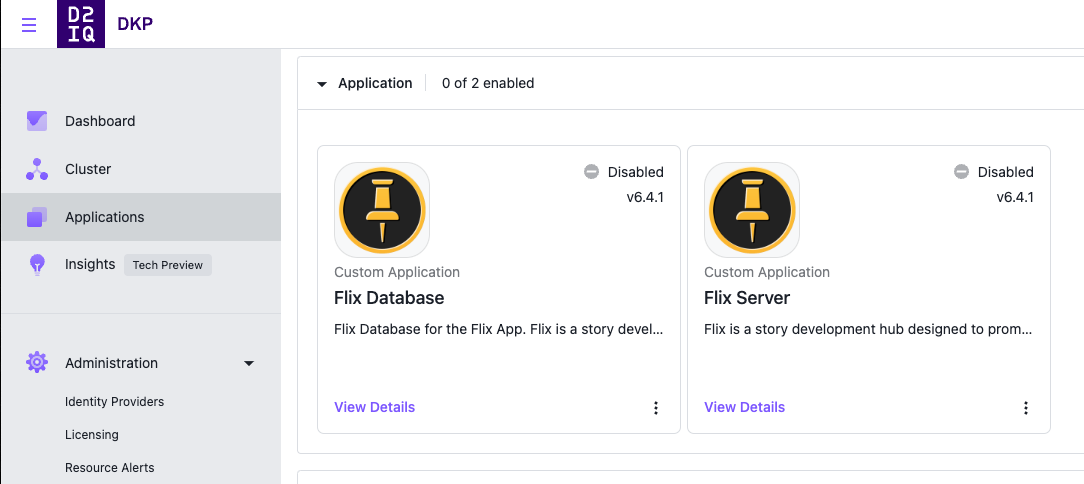 D2
IQ
DKP
Dashboard
Cluster
Applications
Insights Tech Preview
Administration
Identity Providers
Licensing
Resource Alerts
Application 0 of 2 enabled
Disabled
v6.4.1
Custom Application
Flix Database
Flix Database for the Flix App. Flix is a story devel...
View Details
Disabled
v6.4.1
Custom Application
Flix Server
Flix is a story development hub designed to prom...
View Details